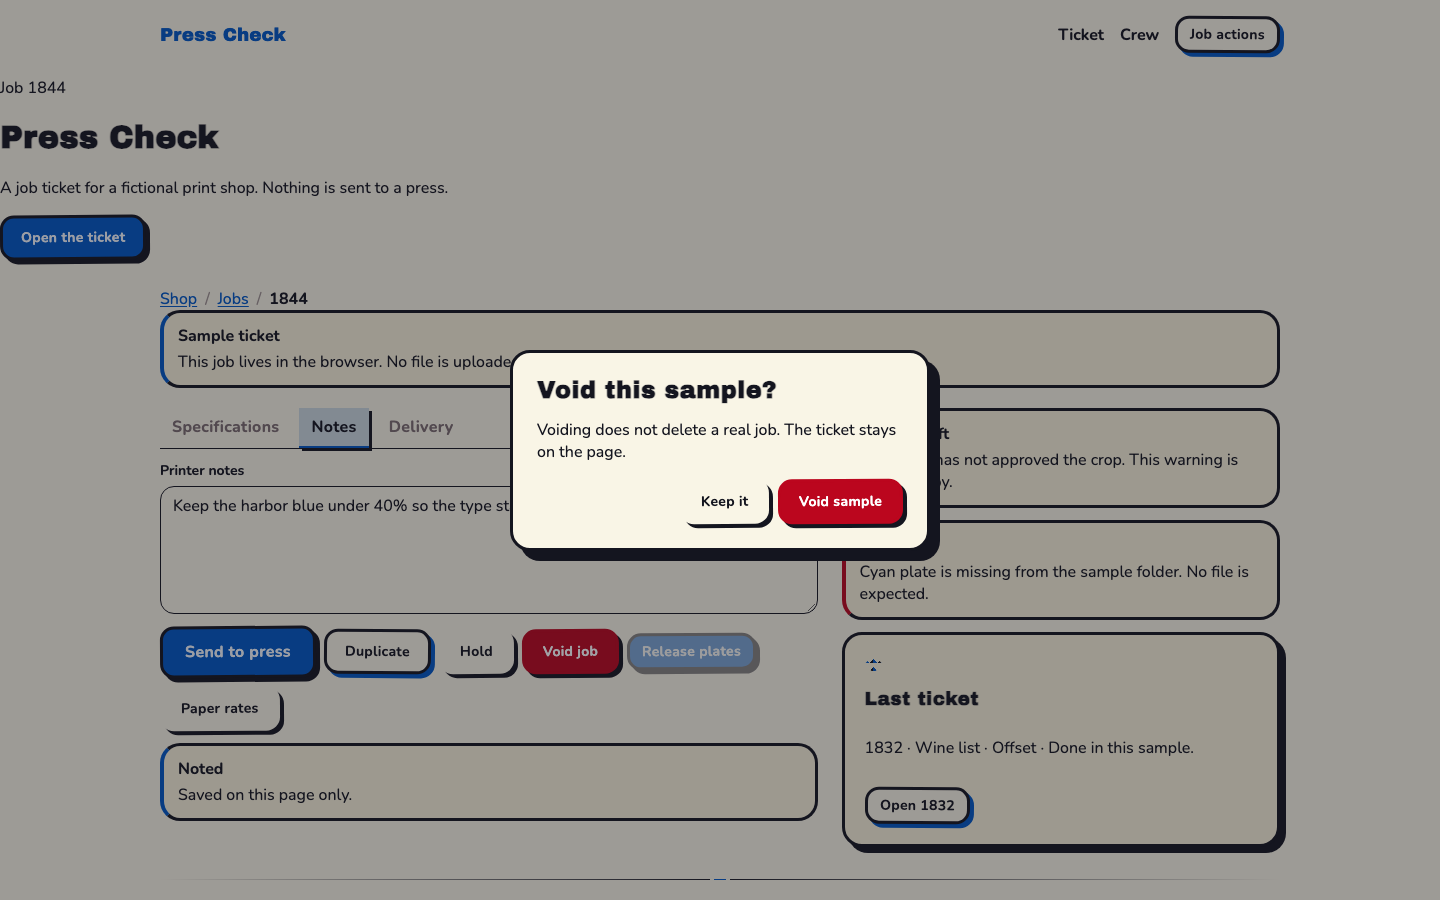 Press Check
Ticket
Crew
Job actions
Job 1844
Press Check
A job ticket for a fictional print shop. Nothing is sent to a press.
Open the ticket
Shop / Jobs / 1844
Sample ticket
This job lives in the browser. No file is uploade
Specifications
Notes
Delivery
Printer notes
Keep the harbor blue under 40% so the type st
Void this sample?
Voiding does not delete a real job. The ticket stays
on the page.
Keep it
Void sample
ft
has not approved the crop. This warning is
y.
Cyan plate is missing from the sample folder. No file is
expected.
Send to press
Duplicate
Hold
Void job
Release plates
Paper rates
Noted
Saved on this page only.
Last ticket
1832 · Wine list · Offset · Done in this sample.
Open 1832